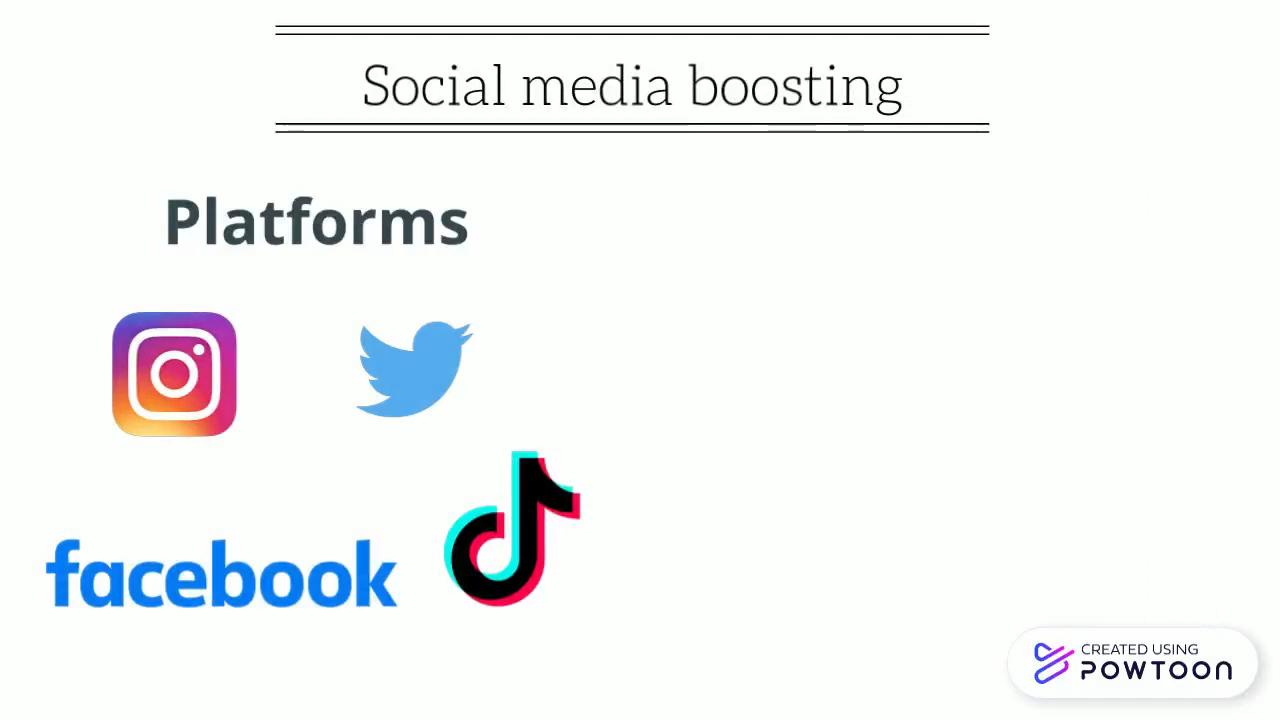 Social media boosting
Platforms
facebook
CREATED USING
POWTOON